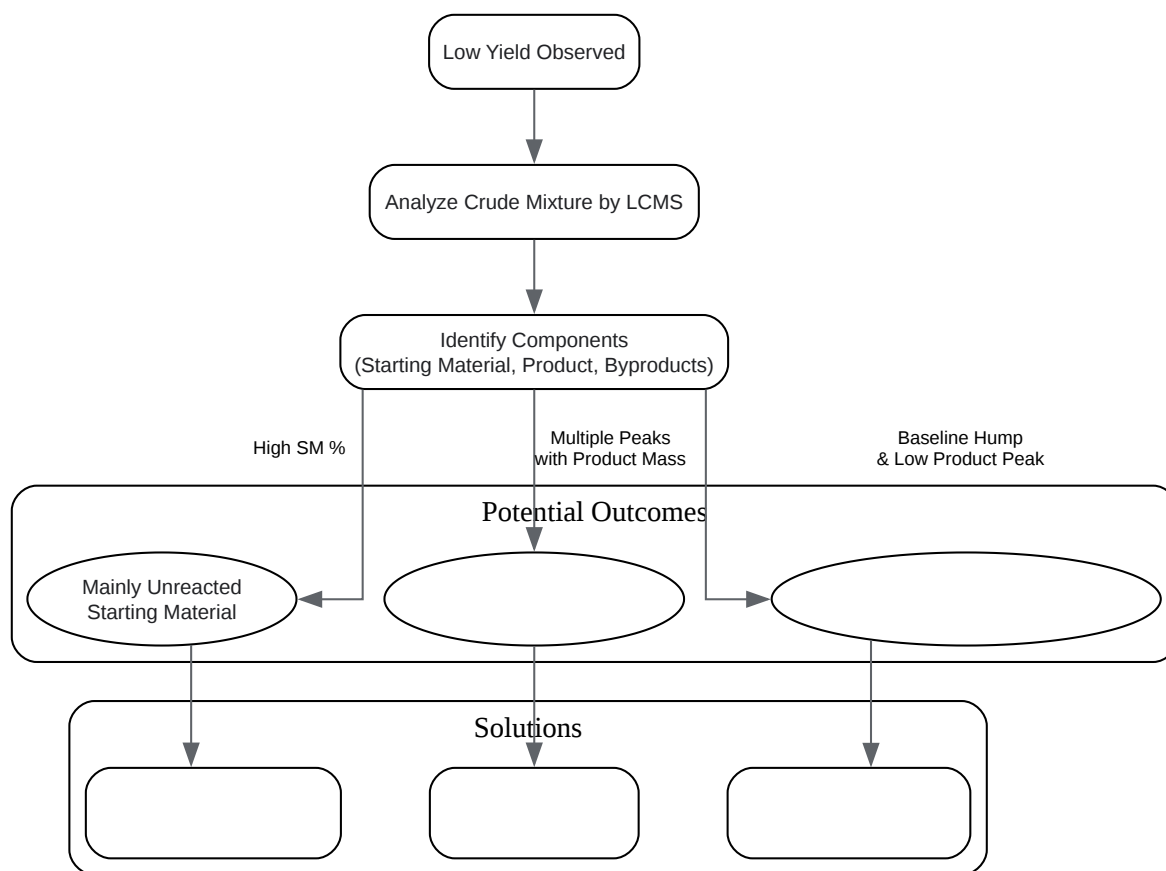 Low Yield Observed
Analyze Crude Mixture by LCMS
Identify Components
(Starting Material, Product, Byproducts)
High SM %
Multiple Peaks
with Product Mass
Baseline Hump
& Low Product Peak
Potential Outcomes
Mainly Unreacted
Starting Material
Solutions